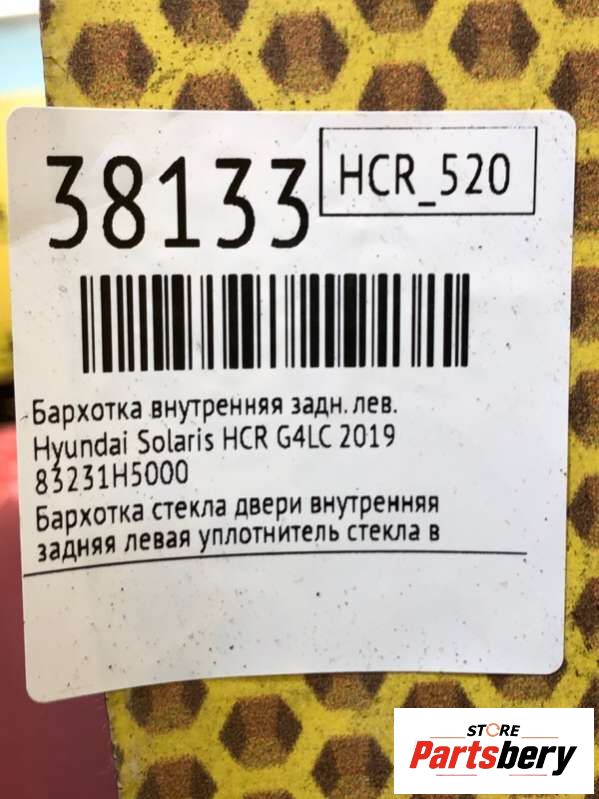 38133
HCR_520
Бархотка внутренняя задн. лев.
Hyundai Solaris HCR G4LC 2019
83231H5000
Бархотка стекла двери внутренняя
задняя левая уплотнитель стекла в
STORE
Partsbery